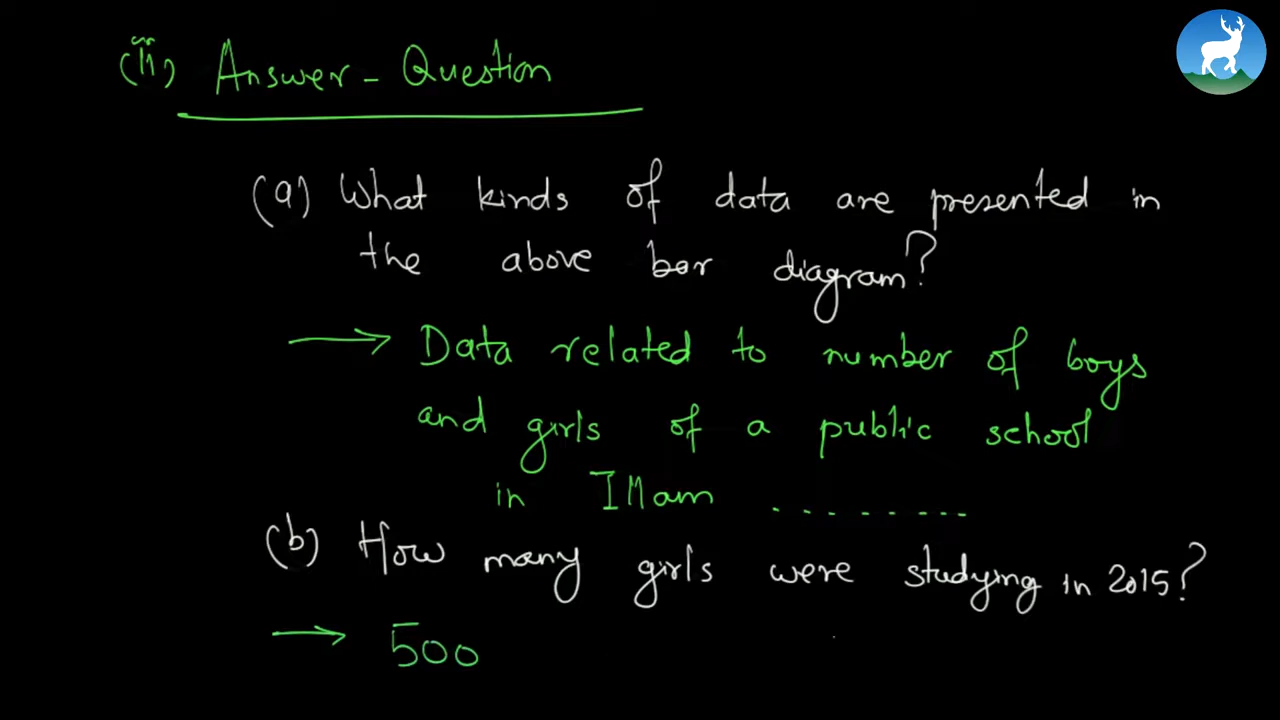 (ii) Answer - Question
(a) What kinds of data are presented in
the above bar diagram?
→ Data related to number of boys
and girls of a public school
in Illam .........
(b) How many girls were studying in 2015?
→ 500